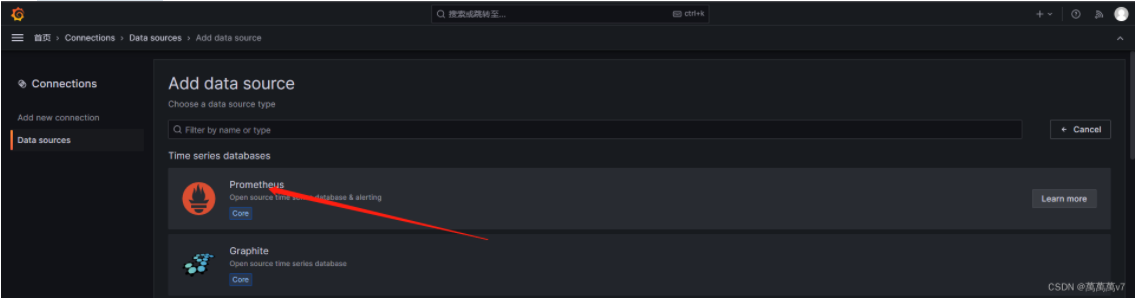 搜索或跳转至... ctrl+k
首页 › Connections › Data sources › Add data source
Connections
Add new connection
Data sources
Add data source
Choose a data source type
Filter by name or type
Cancel
Time series databases
Prometheus
Open source time series database & alerting
Core
Learn more
Graphite
Open source time series database
Core
CSDN @萬萬萬v7